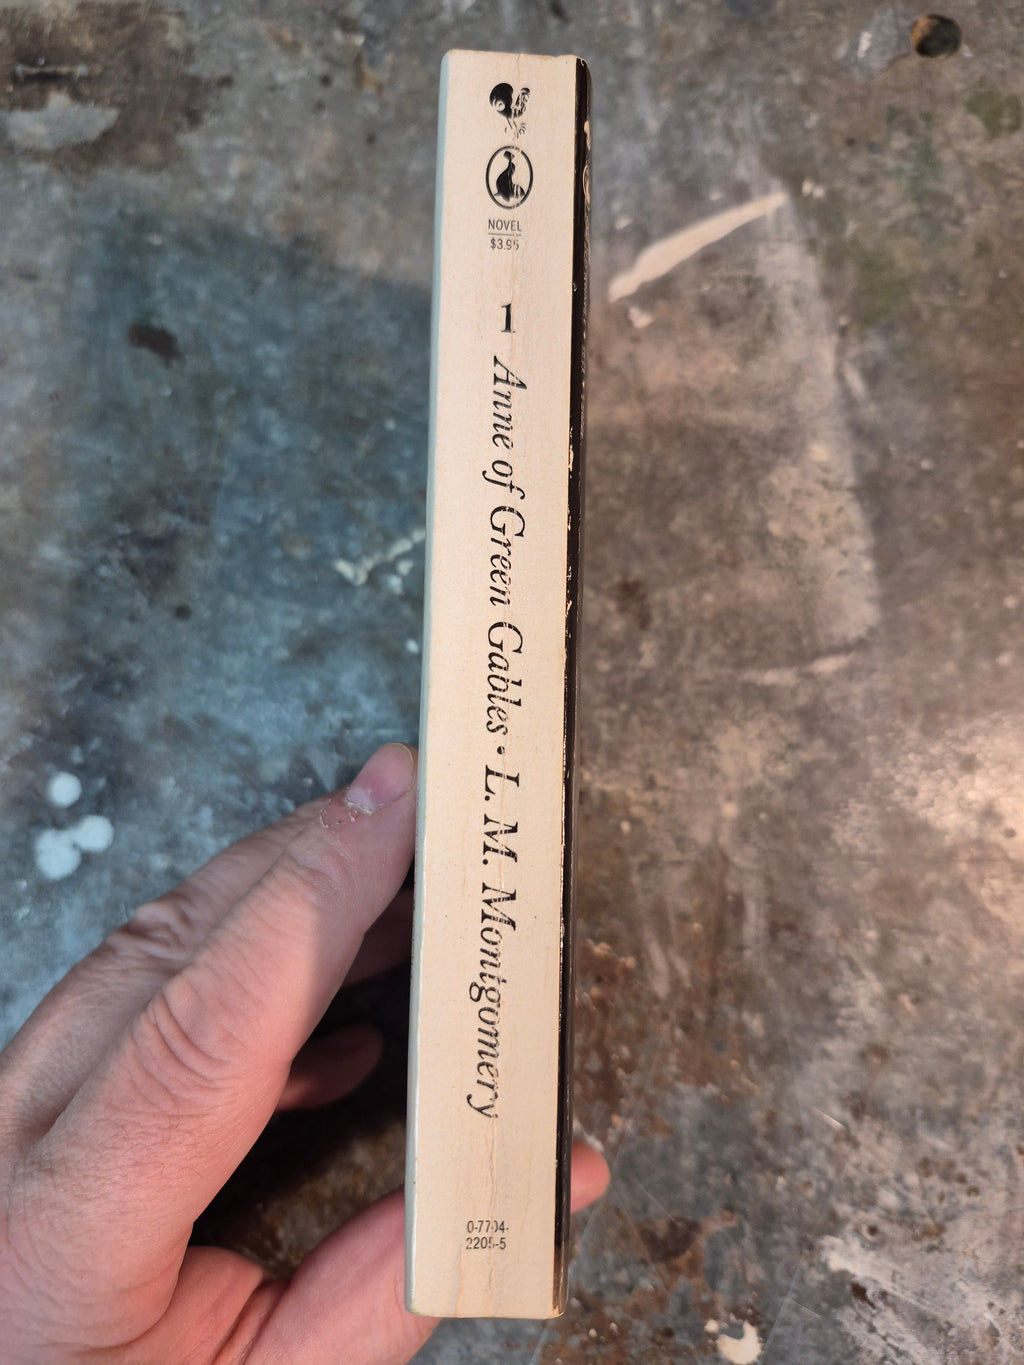 NOVEL
$3.95
1 Anne of Green Gables • L. M. Montgomery
0-7704-
2205-5